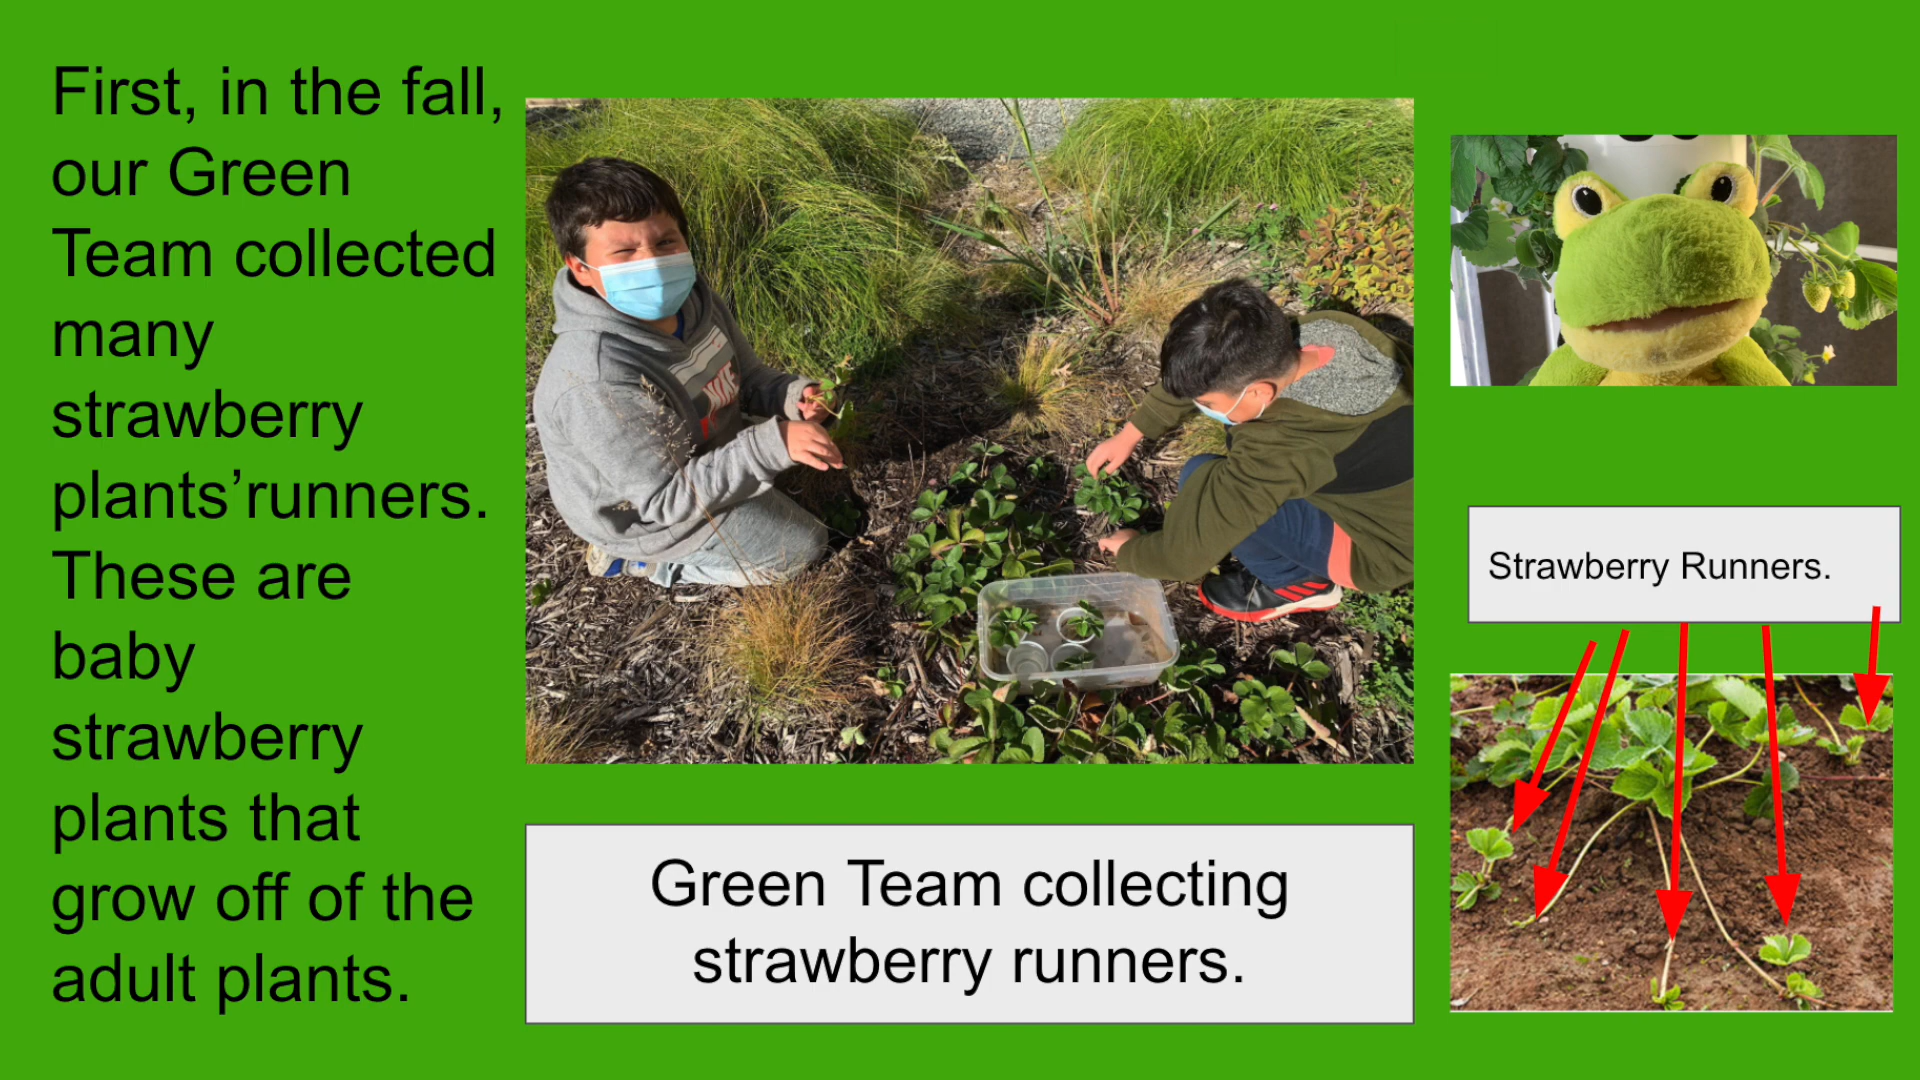 First, in the fall,
our Green
Team collected
many
strawberry
plants’runners.
These are
baby
strawberry
plants that
grow off of the
adult plants.
Green Team collecting
strawberry runners.
Strawberry Runners.